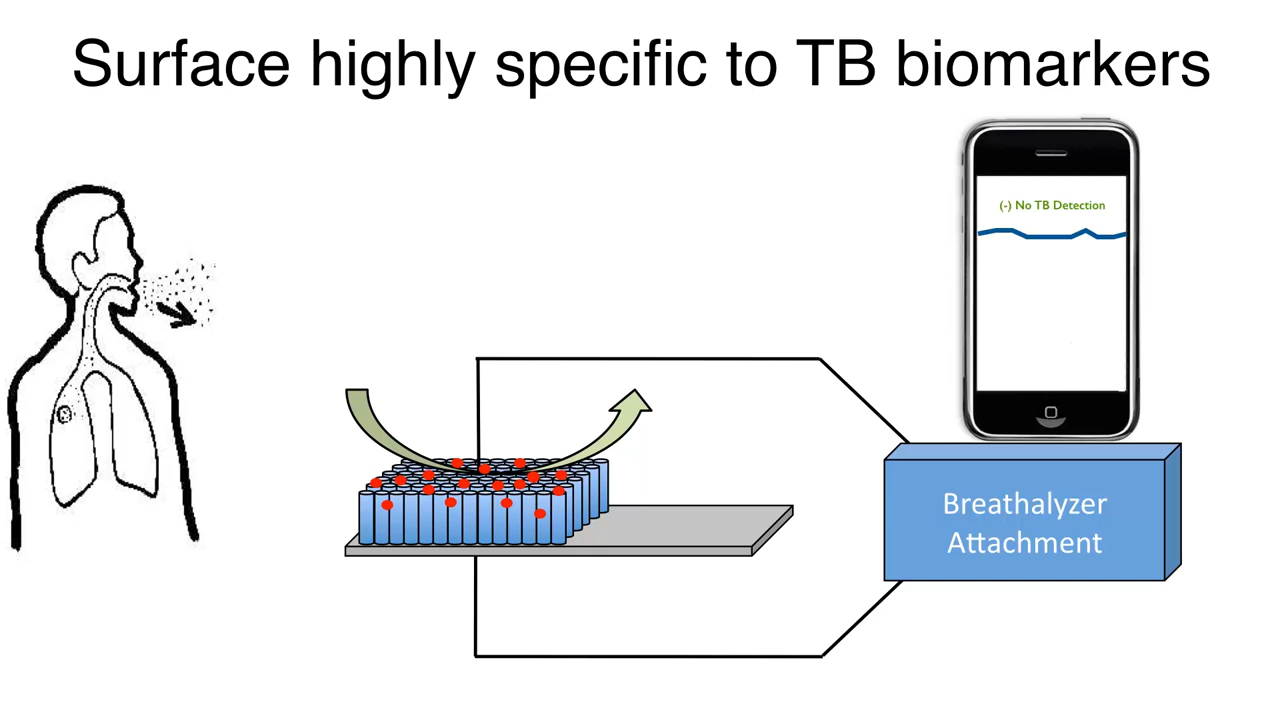 Surface highly specific to TB biomarkers
(-) No TB Detection
Breathalyzer
Attachment